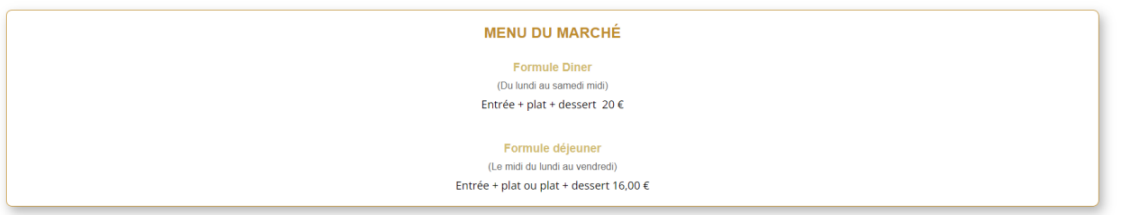 MENU DU MARCHÉ
Formule Diner
(Du lundi au samedi midi)
Entrée + plat + dessert 20 €
Formule déjeuner
(Le midi du lundi au vendredi)
Entrée + plat ou plat + dessert 16,00 €